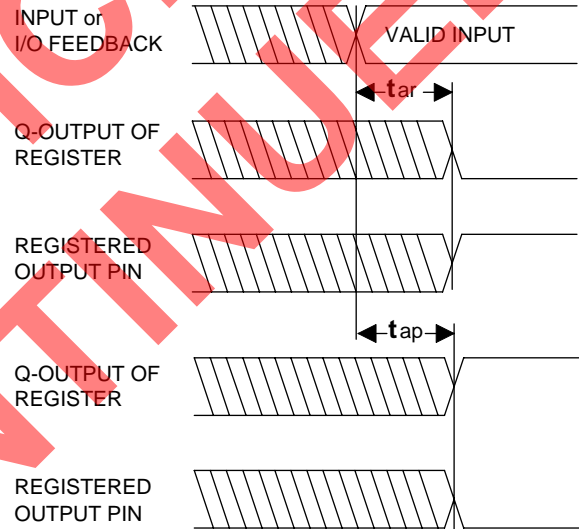 INPUT or
I/O FEEDBACK
VALID INPUT
tar
Q-OUTPUT OF
REGISTER
REGISTERED
OUTPUT PIN
tap
Q-OUTPUT OF
REGISTER
REGISTERED
OUTPUT PIN